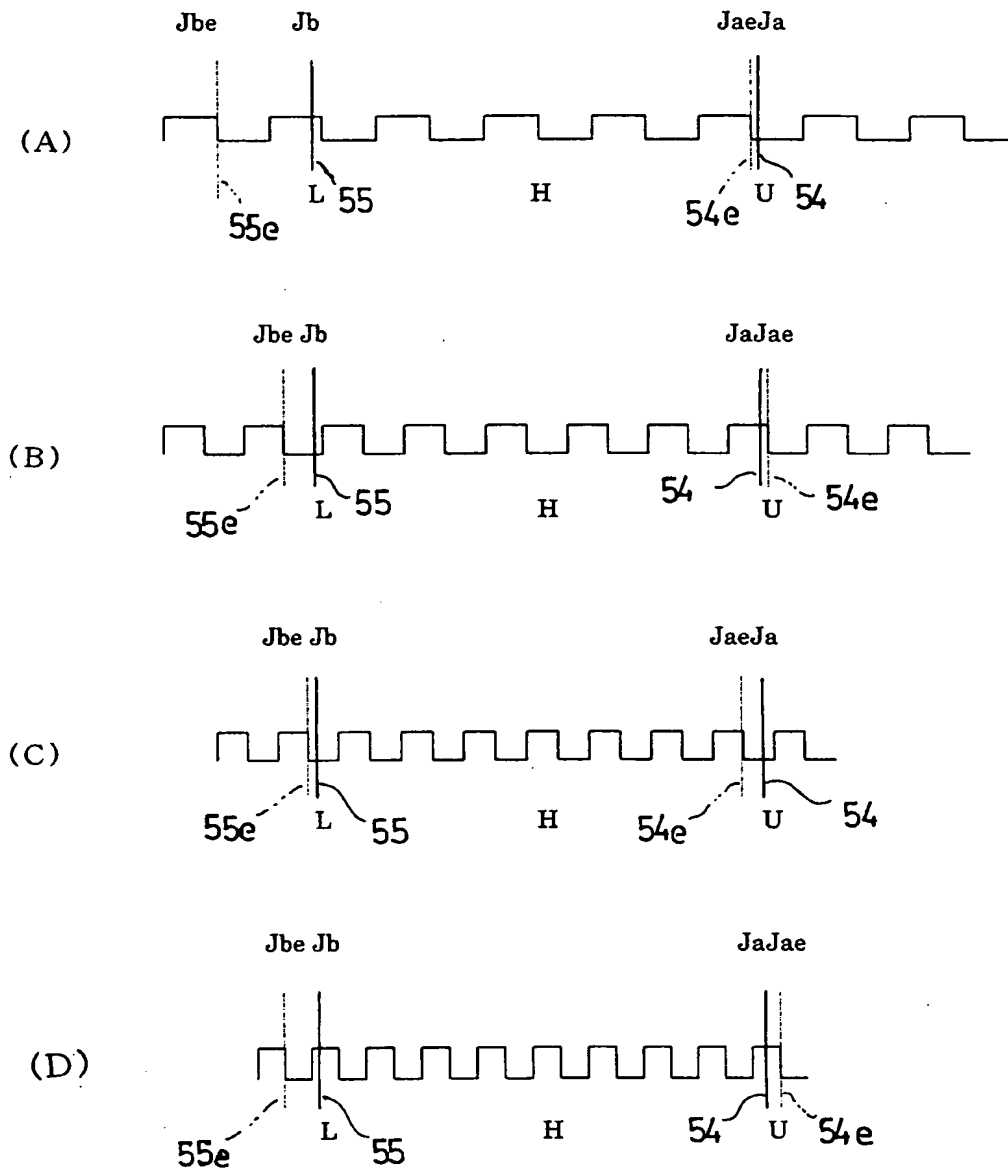 Jbe Jb JaeJa
(A)
55e L 55 H 54e U 54
Jbe Jb JaJae
(B)
55e L 55 H 54 U 54e
Jbe Jb JaeJa
(C)
55e L 55 H 54e U 54
Jbe Jb JaJae
(D)
55e L 55 H 54 U 54e